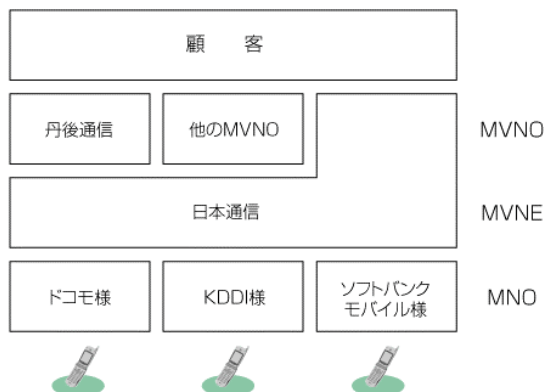 顧　客
丹後通信
他のMVNO
MVNO
日本通信
MVNE
ドコモ様
KDDI様
ソフトバンク
モバイル様
MNO